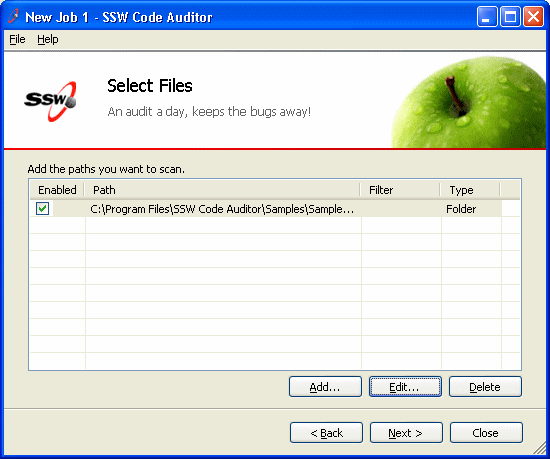 New Job 1 - SSW Code Auditor
File Help
SSW
Select Files
An audit a day, keeps the bugs away!
Add the paths you want to scan.
Enabled Path Filter Type
C:\Program Files\SSW Code Auditor\Samples\Sample... Folder
Add... Edit... Delete
< Back Next > Close